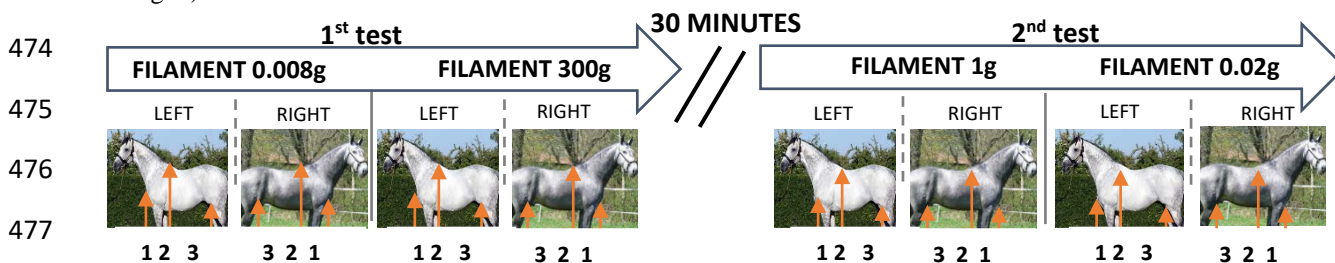 30 MINUTES
474
1st test
2nd test
FILAMENT 0.008g
FILAMENT 300g
FILAMENT 1g
FILAMENT 0.02g
475
LEFT
RIGHT
LEFT
RIGHT
LEFT
RIGHT
LEFT
RIGHT
476
477
1 2 3
3 2 1
1 2 3
3 2 1
1 2 3
3 2 1
1 2 3
3 2 1